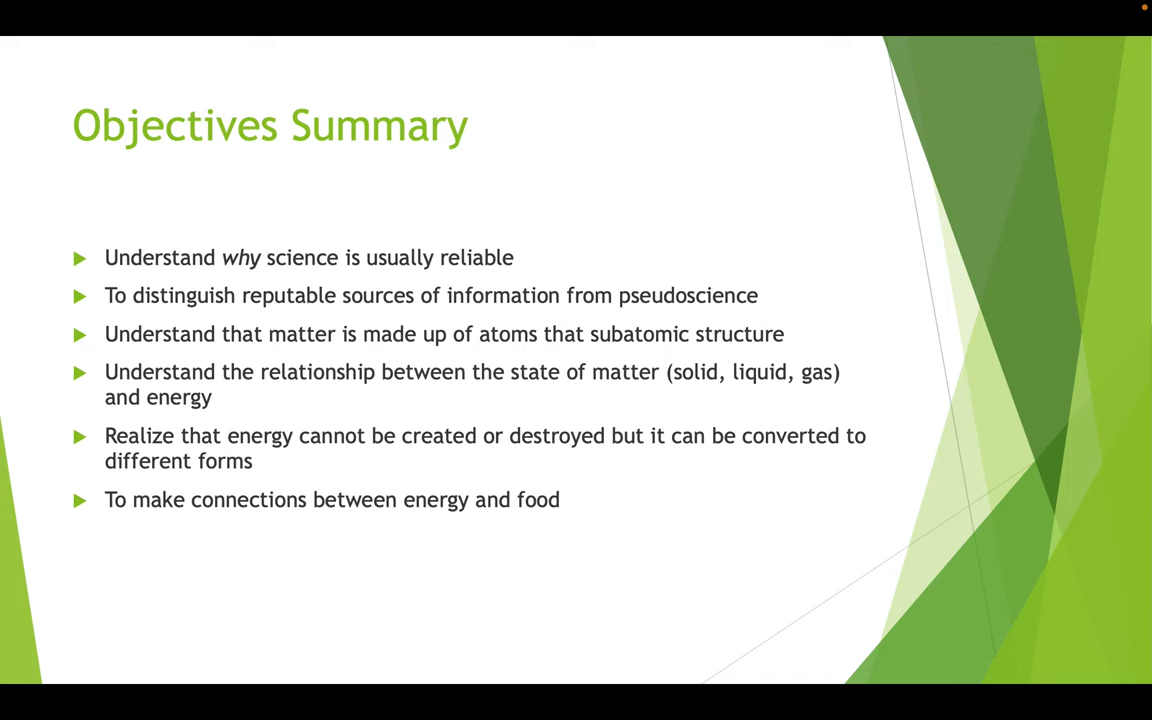 Objectives Summary
Understand why science is usually reliable
To distinguish reputable sources of information from pseudoscience
Understand that matter is made up of atoms that subatomic structure
Understand the relationship between the state of matter (solid, liquid, gas)
and energy
Realize that energy cannot be created or destroyed but it can be converted to
different forms
To make connections between energy and food